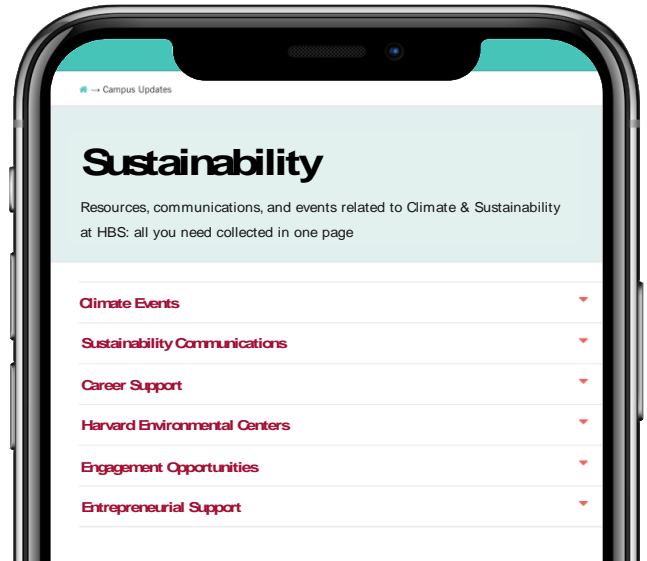 → Campus Updates
Sustainability
Resources, communications, and events related to Climate & Sustainability
at HBS: all you need collected in one page
Climate Events
Sustainability Communications
Career Support
Harvard Environmental Centers
Engagement Opportunities
Entrepreneurial Support